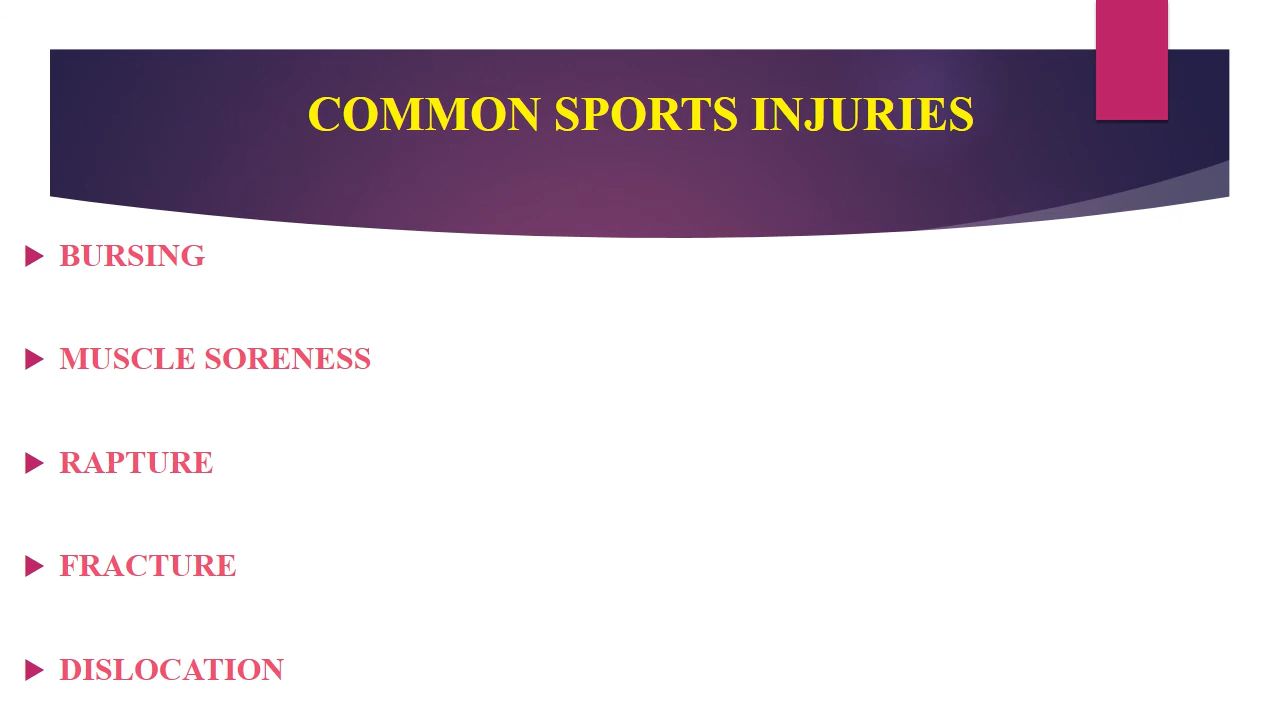 COMMON SPORTS INJURIES
BURSING
MUSCLE SORENESS
RAPTURE
FRACTURE
DISLOCATION